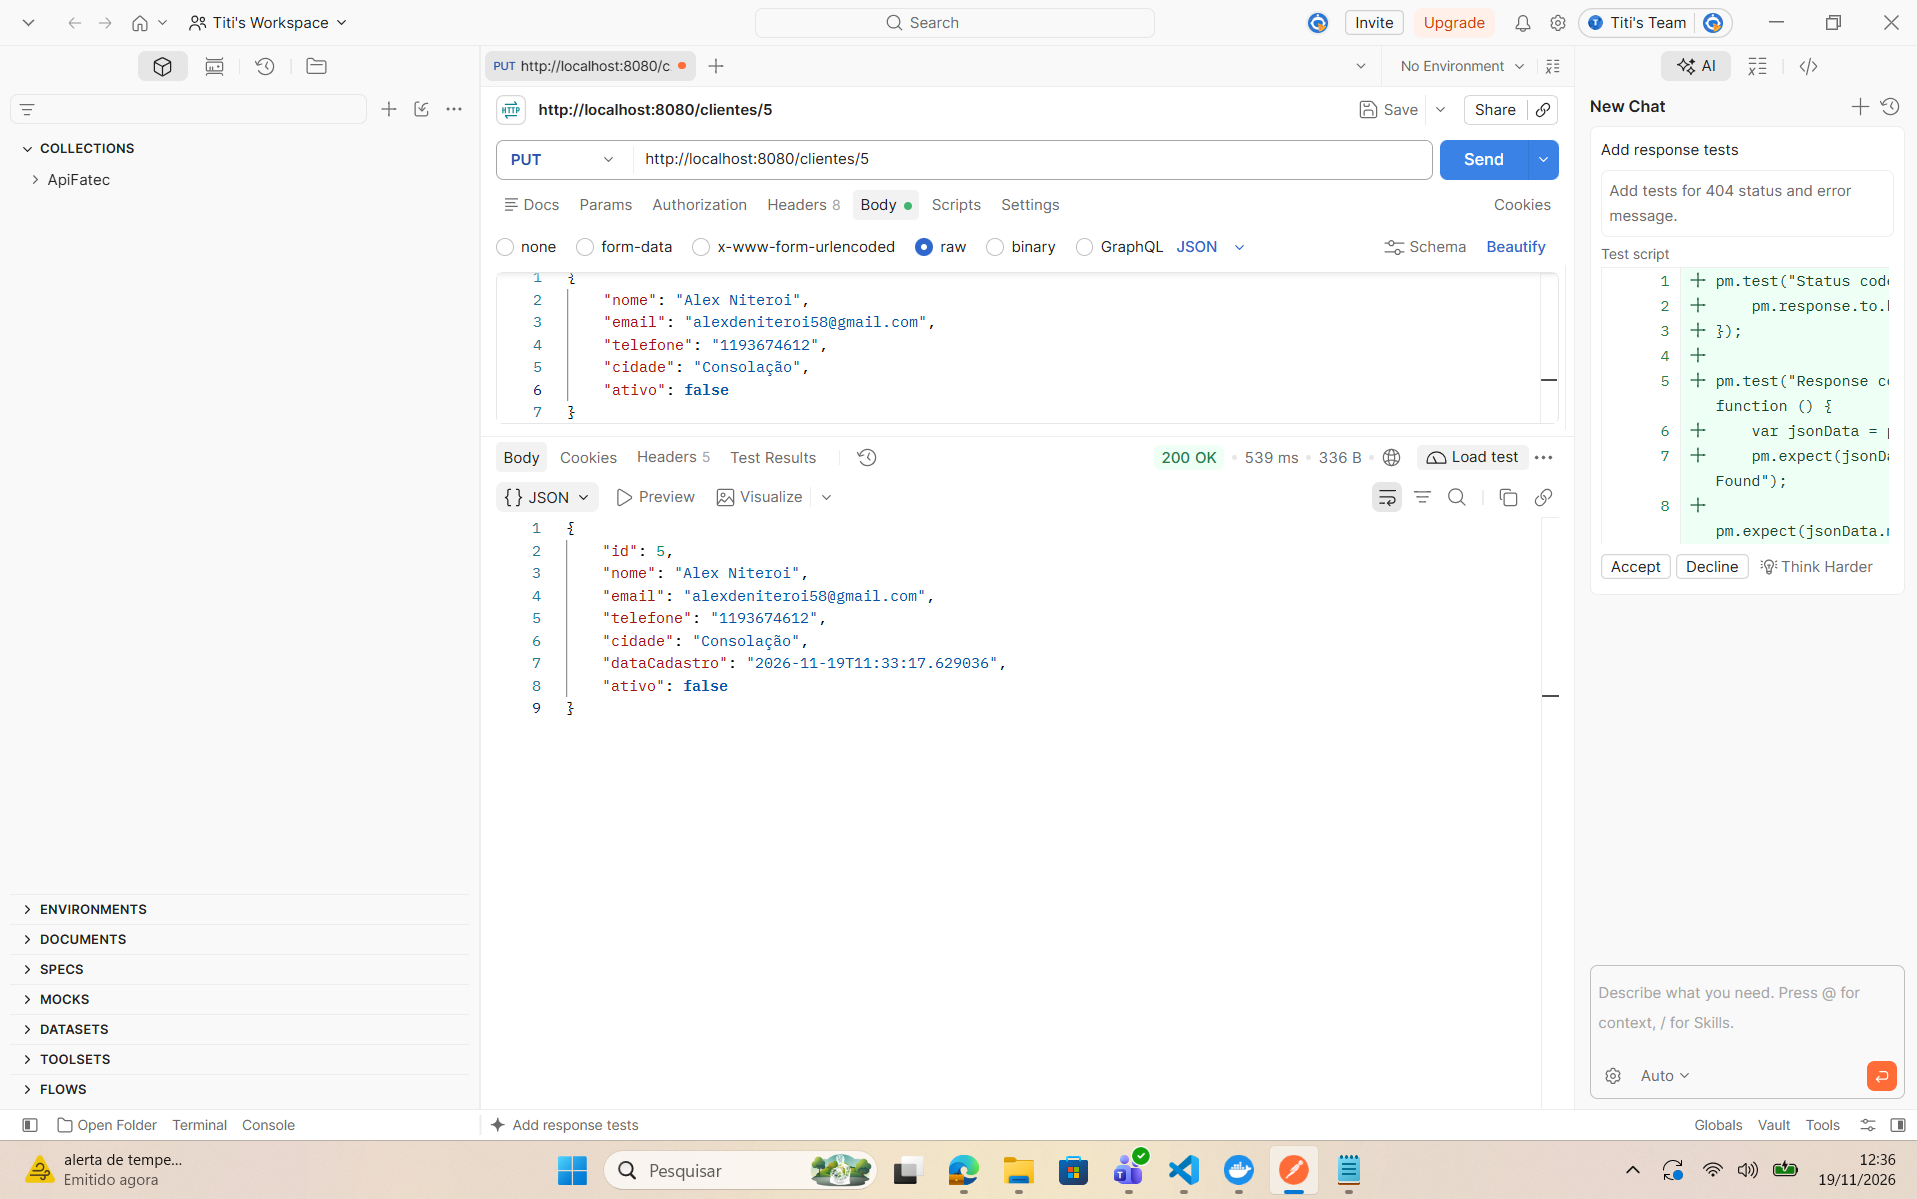 Titi's Workspace
Search
Invite
Upgrade
Titi's Team
PUT http://localhost:8080/c
No Environment
AI
COLLECTIONS
ApiFatec
ENVIRONMENTS
DOCUMENTS
SPECS
MOCKS
DATASETS
TOOLSETS
FLOWS
HTTP
http://localhost:8080/clientes/5
Save
Share
PUT
http://localhost:8080/clientes/5
Send
Docs
Params
Authorization
Headers 8
Body
Scripts
Settings
Cookies
none
form-data
x-www-form-urlencoded
raw
binary
GraphQL
JSON
Schema
Beautify
1 {
2 "nome": "Alex Niteroi",
3 "email": "alexdeniteroi58@gmail.com",
4 "telefone": "1193674612",
5 "cidade": "Consolação",
6 "ativo": false
7 }
Body
Cookies
Headers 5
Test Results
200 OK
539 ms
336 B
Load test
{} JSON
Preview
Visualize
1 {
2 "id": 5,
3 "nome": "Alex Niteroi",
4 "email": "alexdeniteroi58@gmail.com",
5 "telefone": "1193674612",
6 "cidade": "Consolação",
7 "dataCadastro": "2026-11-19T11:33:17.629036",
8 "ativo": false
9 }
New Chat
Add response tests
Add tests for 404 status and error
message.
Test script
1 + pm.test("Status cod
2 + pm.response.to.
3 + });
4 +
5 + pm.test("Response c
function () {
6 + var jsonData =
7 + pm.expect(jsonDa
Found");
8 +
pm.expect(jsonData.
Accept
Decline
Think Harder
Describe what you need. Press @ for
context, / for Skills.
Auto
Open Folder
Terminal
Console
Add response tests
Globals
Vault
Tools
alerta de tempe...
Emitido agora
Pesquisar
12:36
19/11/2026